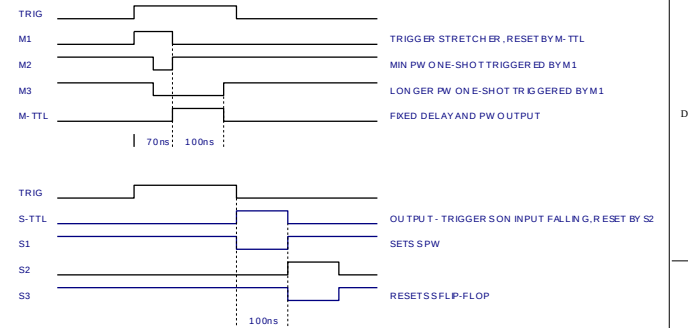 TRIG
M1 TRIGGER STRETCHER, RESET BY M-TTL
M2 MIN PW ONE-SHOT TRIGGERED BY M1
M3 LONGER PW ONE-SHOT TRIGGERED BY M1
M-TTL FIXED DELAY AND PW OUTPUT
D
70ns 100ns
TRIG
S-TTL OUTPUT - TRIGGERS ON INPUT FALLING, RESET BY S2
S1 SETS S PW
S2
S3 RESETS S FLIP-FLOP
100ns